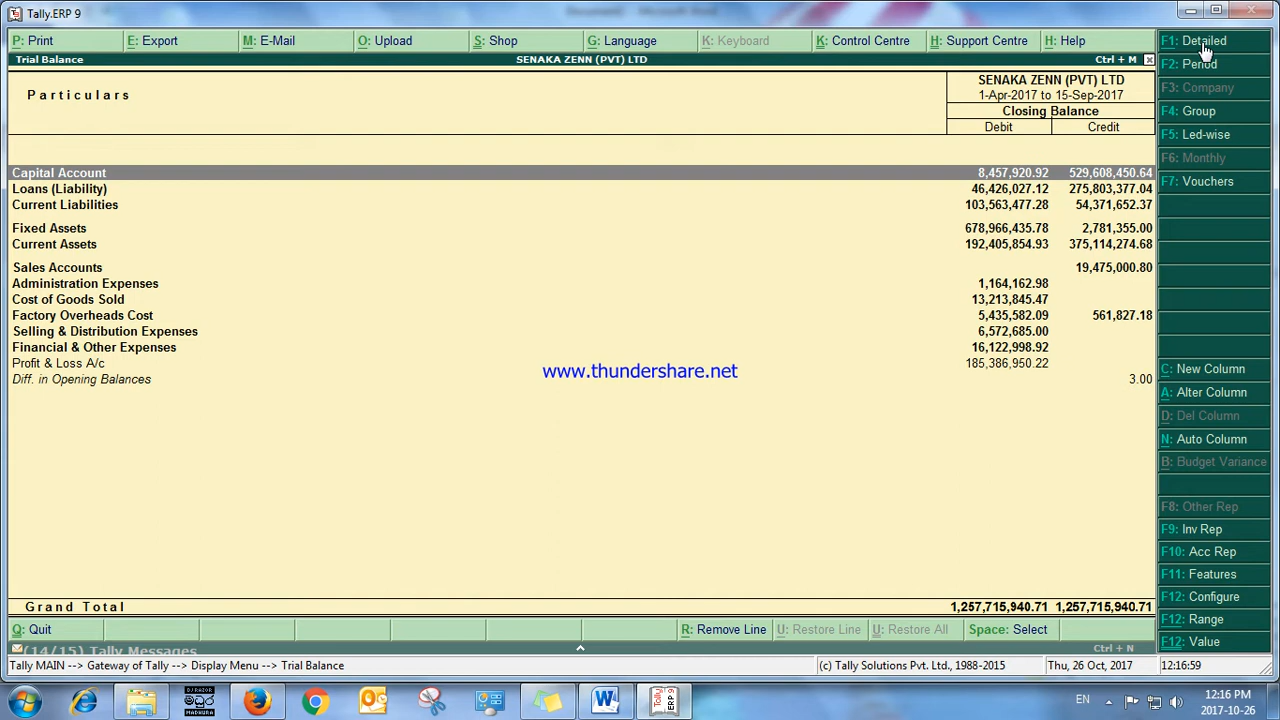 Tally.ERP 9
P: Print E: Export M: E-Mail O: Upload S: Shop G: Language K: Keyboard K: Control Centre H: Support Centre H: Help
Trial Balance SENAKA ZENN (PVT) LTD Ctrl + M
Particulars
SENAKA ZENN (PVT) LTD
1-Apr-2017 to 15-Sep-2017
Closing Balance
Debit Credit
Capital Account 8,457,920.92 529,608,450.64
Loans (Liability) 46,426,027.12 275,803,377.04
Current Liabilities 103,563,477.28 54,371,652.37
Fixed Assets 678,966,435.78 2,781,355.00
Current Assets 192,405,854.93 375,114,274.68
Sales Accounts 19,475,000.80
Administration Expenses 1,164,162.98
Cost of Goods Sold 13,213,845.47
Factory Overheads Cost 5,435,582.09 561,827.18
Selling & Distribution Expenses 6,572,685.00
Financial & Other Expenses 16,122,998.92
Profit & Loss A/c 185,386,950.22
Diff. in Opening Balances 3.00
www.thundershare.net
Grand Total 1,257,715,940.71 1,257,715,940.71
F1: Detailed
F2: Period
F3: Company
F4: Group
F5: Led-wise
F6: Monthly
F7: Vouchers
C: New Column
A: Alter Column
D: Del Column
N: Auto Column
B: Budget Variance
F8: Other Rep
F9: Inv Rep
F10: Acc Rep
F11: Features
F12: Configure
F12: Range
F12: Value
Q: Quit R: Remove Line U: Restore Line U: Restore All Space: Select
(14/15) Tally Messages Ctrl + N
Tally MAIN --> Gateway of Tally --> Display Menu --> Trial Balance (c) Tally Solutions Pvt. Ltd., 1988-2015 Thu, 26 Oct, 2017 12:16:59
EN 12:16 PM
2017-10-26